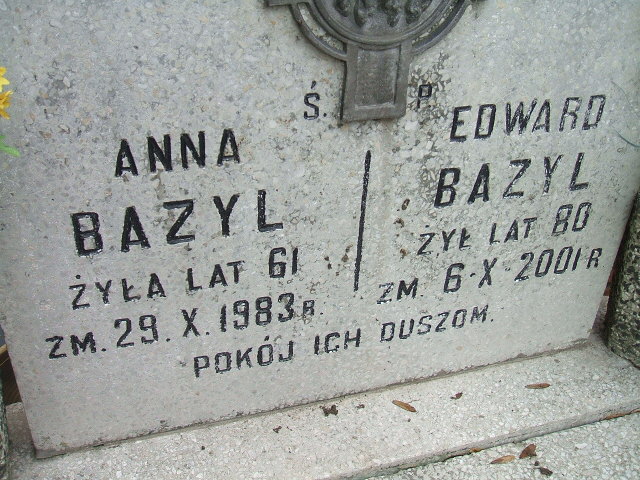 Ś. P.
ANNA
BAZYL
ŻYŁA LAT 61
ZM. 29. X. 1983 R.
EDWARD
BAZYL
ŻYŁ LAT 80
ZM. 6·X·2001 R
POKÓJ ICH DUSZOM.